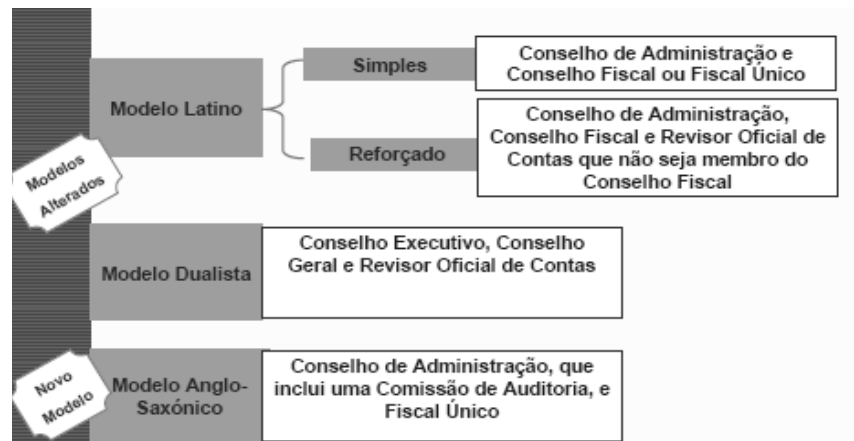 Simples
Conselho de Administração e
Conselho Fiscal ou Fiscal Único
Modelo Latino
Reforçado
Conselho de Administração,
Conselho Fiscal e Revisor Oficial de
Contas que não seja membro do
Conselho Fiscal
Modelos
Alterados
Modelo Dualista
Conselho Executivo, Conselho
Geral e Revisor Oficial de Contas
Novo
Modelo
Modelo Anglo-
Saxónico
Conselho de Administração, que
inclui uma Comissão de Auditoria, e
Fiscal Único